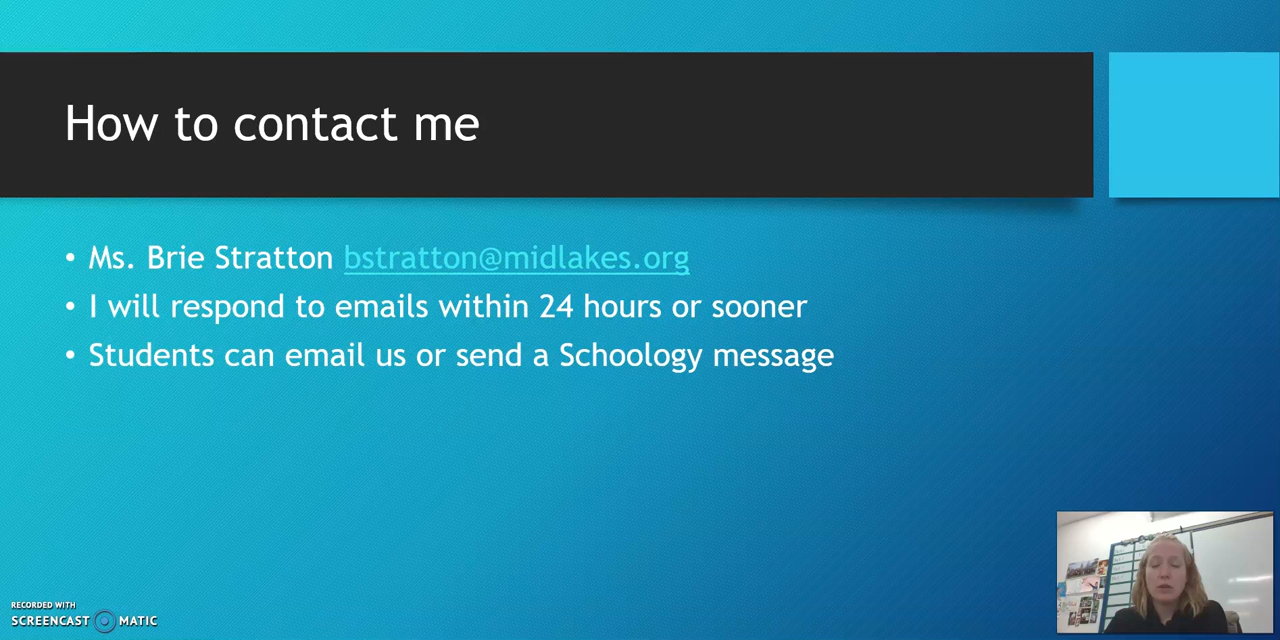 How to contact me
• Ms. Brie Stratton bstratton@midlakes.org
• I will respond to emails within 24 hours or sooner
• Students can email us or send a Schoology message
RECORDED WITH
SCREENCAST MATIC